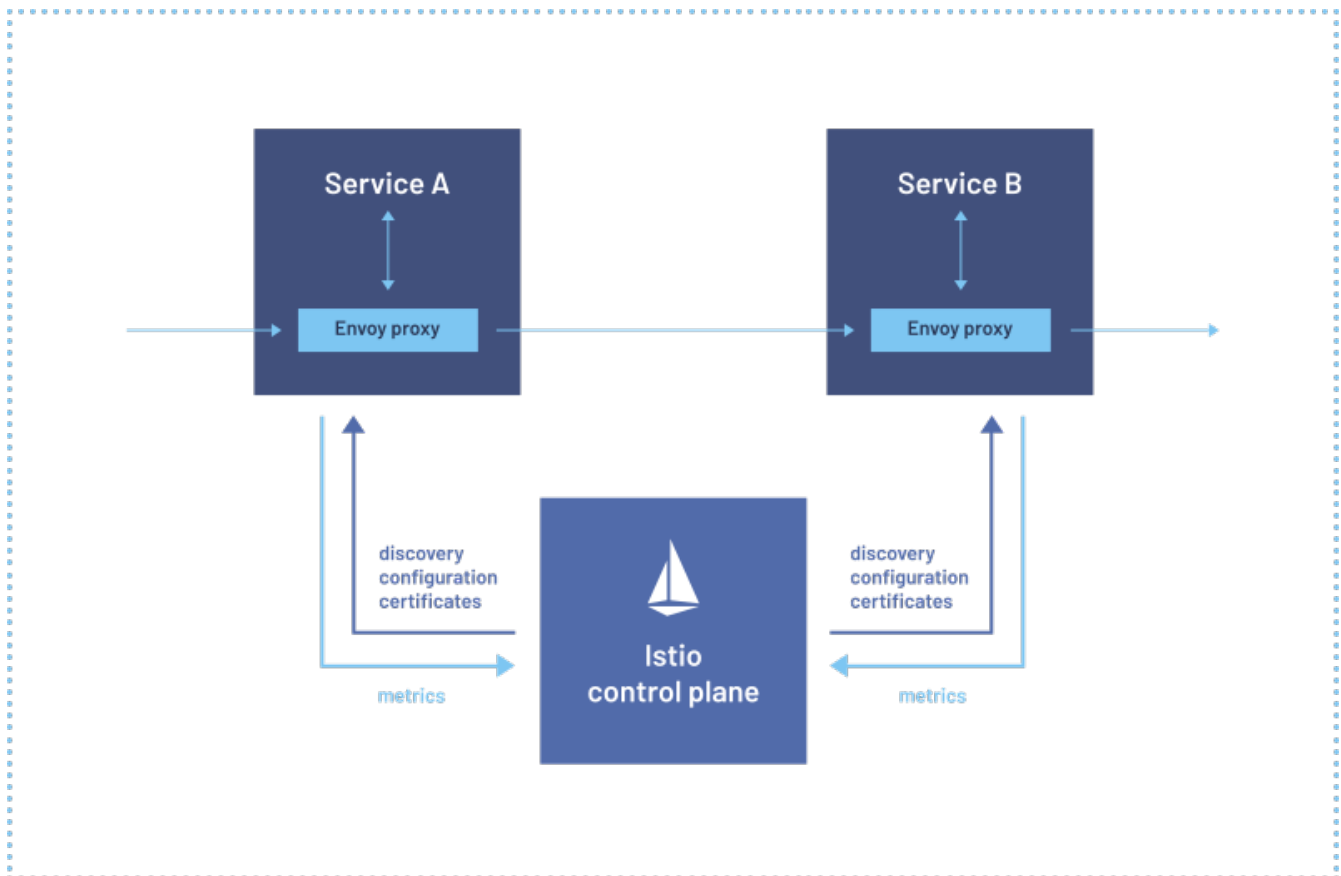 Service A
Envoy proxy
Service B
Envoy proxy
discovery
configuration
certificates
metrics
Istio
control plane
discovery
configuration
certificates
metrics